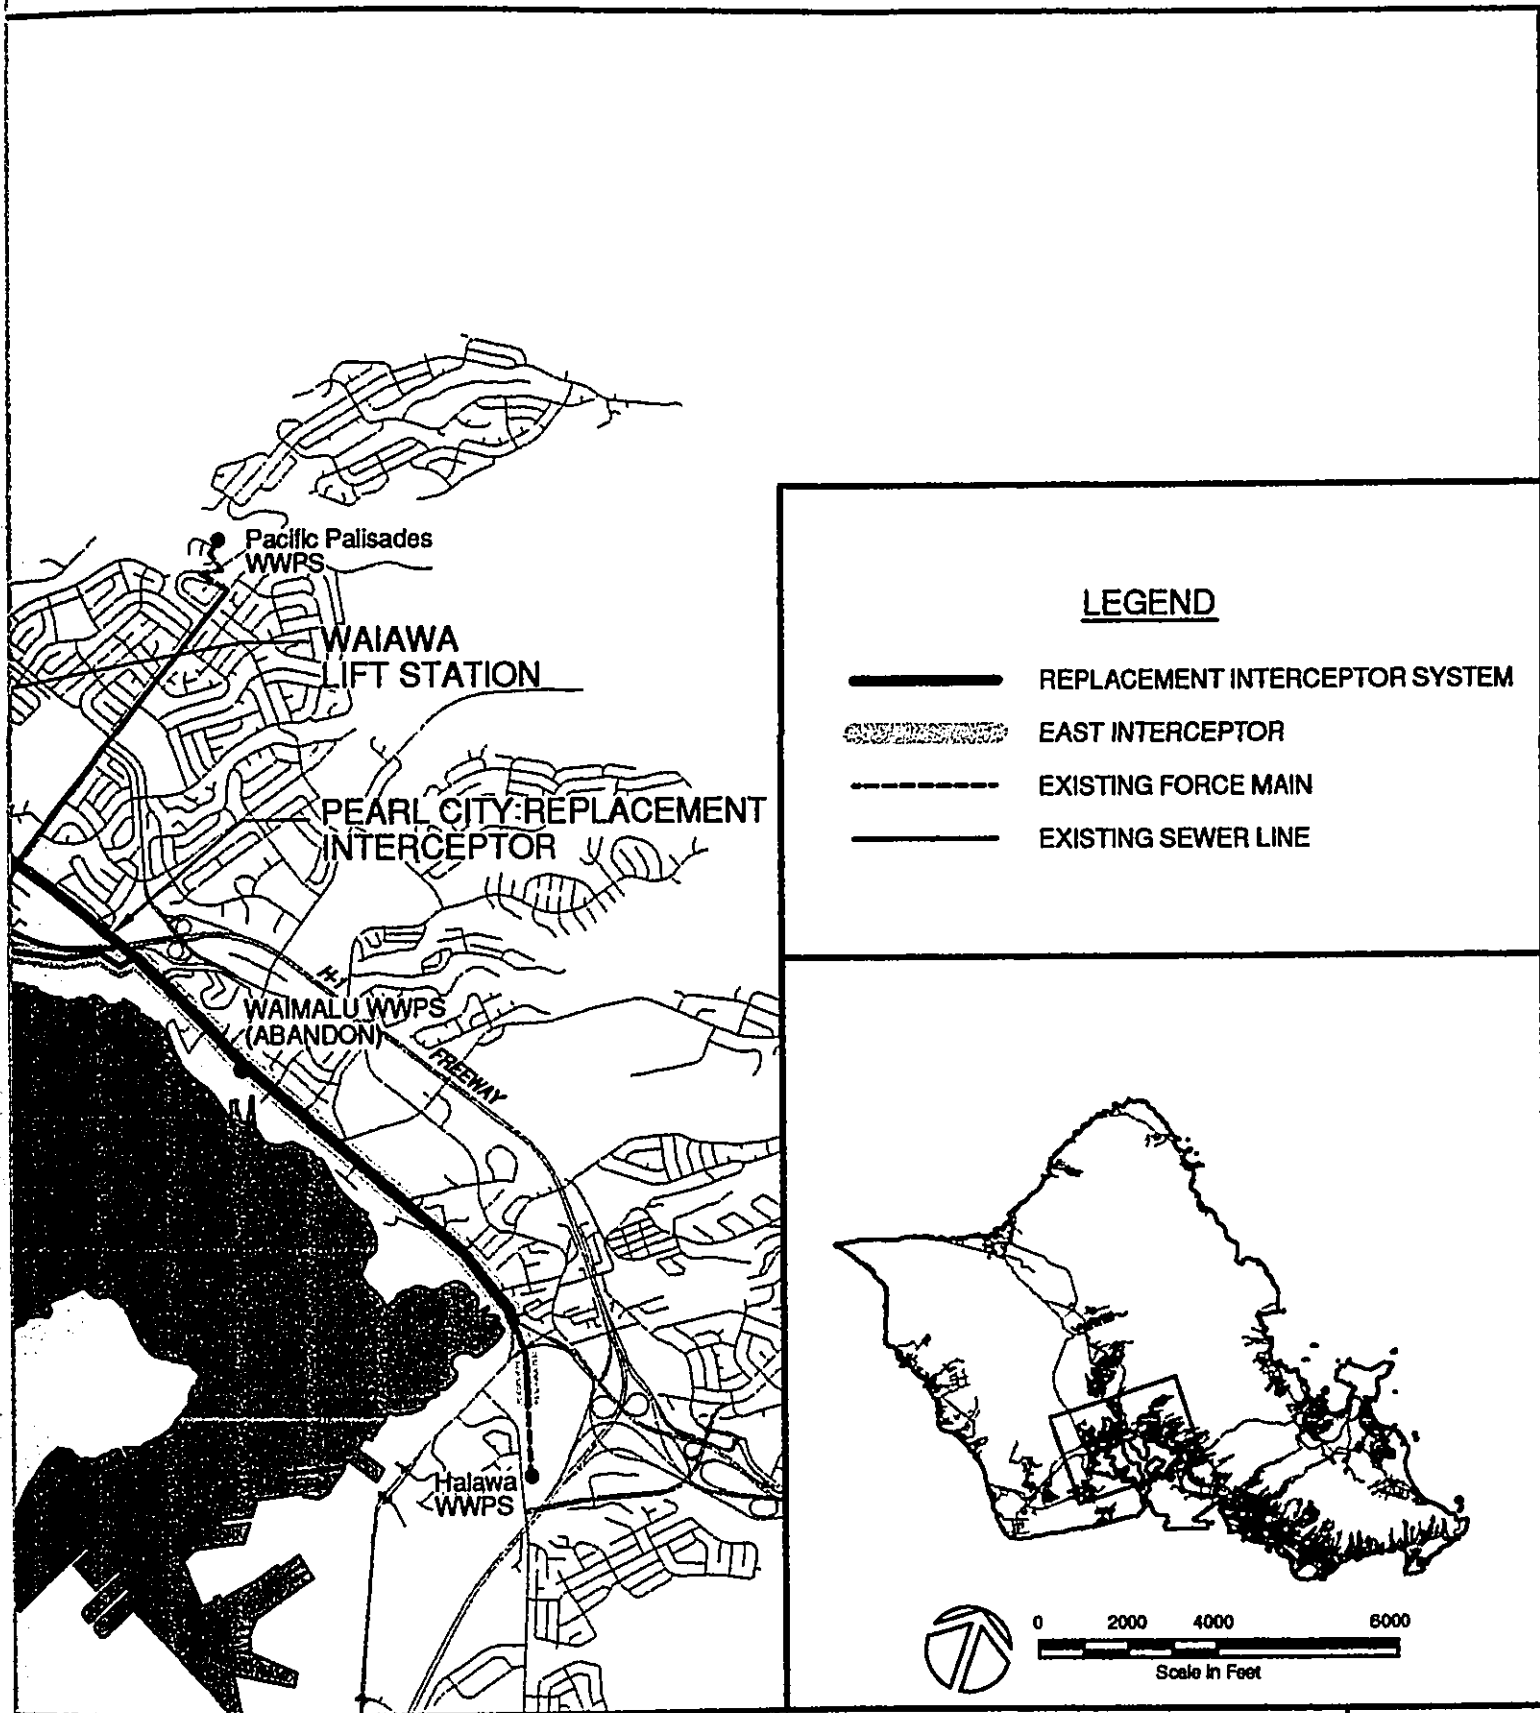 Pacific Palisades
WWPS
WAIAWA
LIFT STATION
PEARL CITY REPLACEMENT
INTERCEPTOR
H-1
FREEWAY
WAIMALU WWPS
(ABANDON)
Halawa
WWPS
LEGEND
REPLACEMENT INTERCEPTOR SYSTEM
EAST INTERCEPTOR
EXISTING FORCE MAIN
EXISTING SEWER LINE
0 2000 4000 6000
Scale In Feet